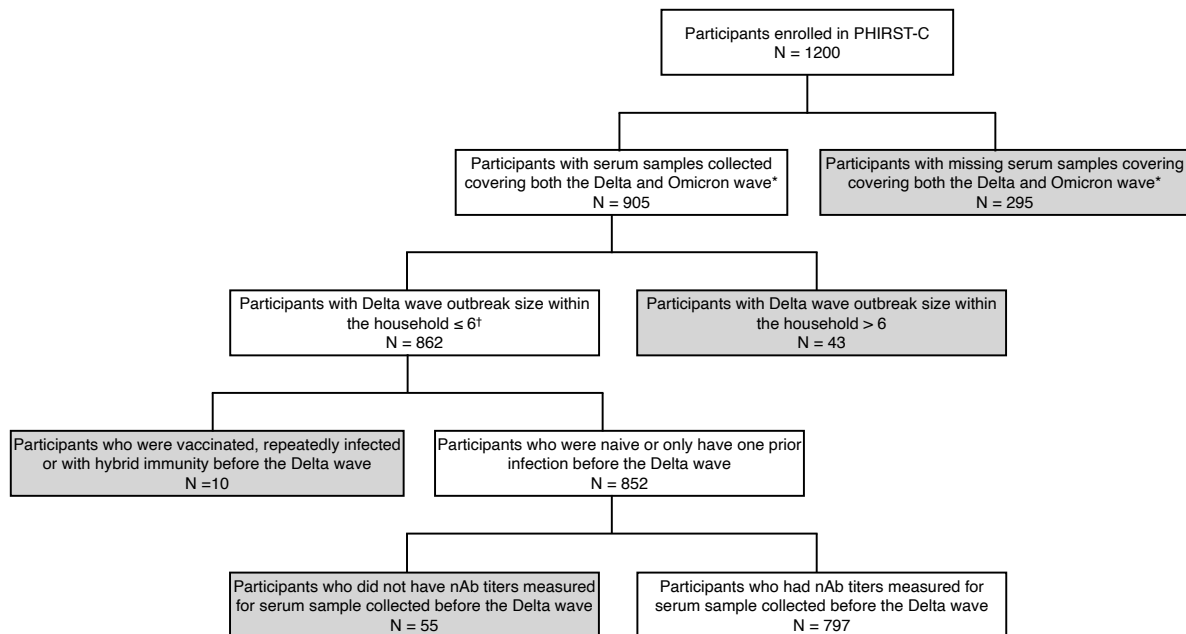 Participants enrolled in PHIRST-C
N = 1200
Participants with serum samples collected
covering both the Delta and Omicron wave*
N = 905
Participants with missing serum samples covering
covering both the Delta and Omicron wave*
N = 295
Participants with Delta wave outbreak size within
the household ≤ 6†
N = 862
Participants with Delta wave outbreak size within
the household > 6
N = 43
Participants who were vaccinated, repeatedly infected
or with hybrid immunity before the Delta wave
N =10
Participants who were naive or only have one prior
infection before the Delta wave
N = 852
Participants who did not have nAb titers measured
for serum sample collected before the Delta wave
N = 55
Participants who had nAb titers measured for
serum sample collected before the Delta wave
N = 797